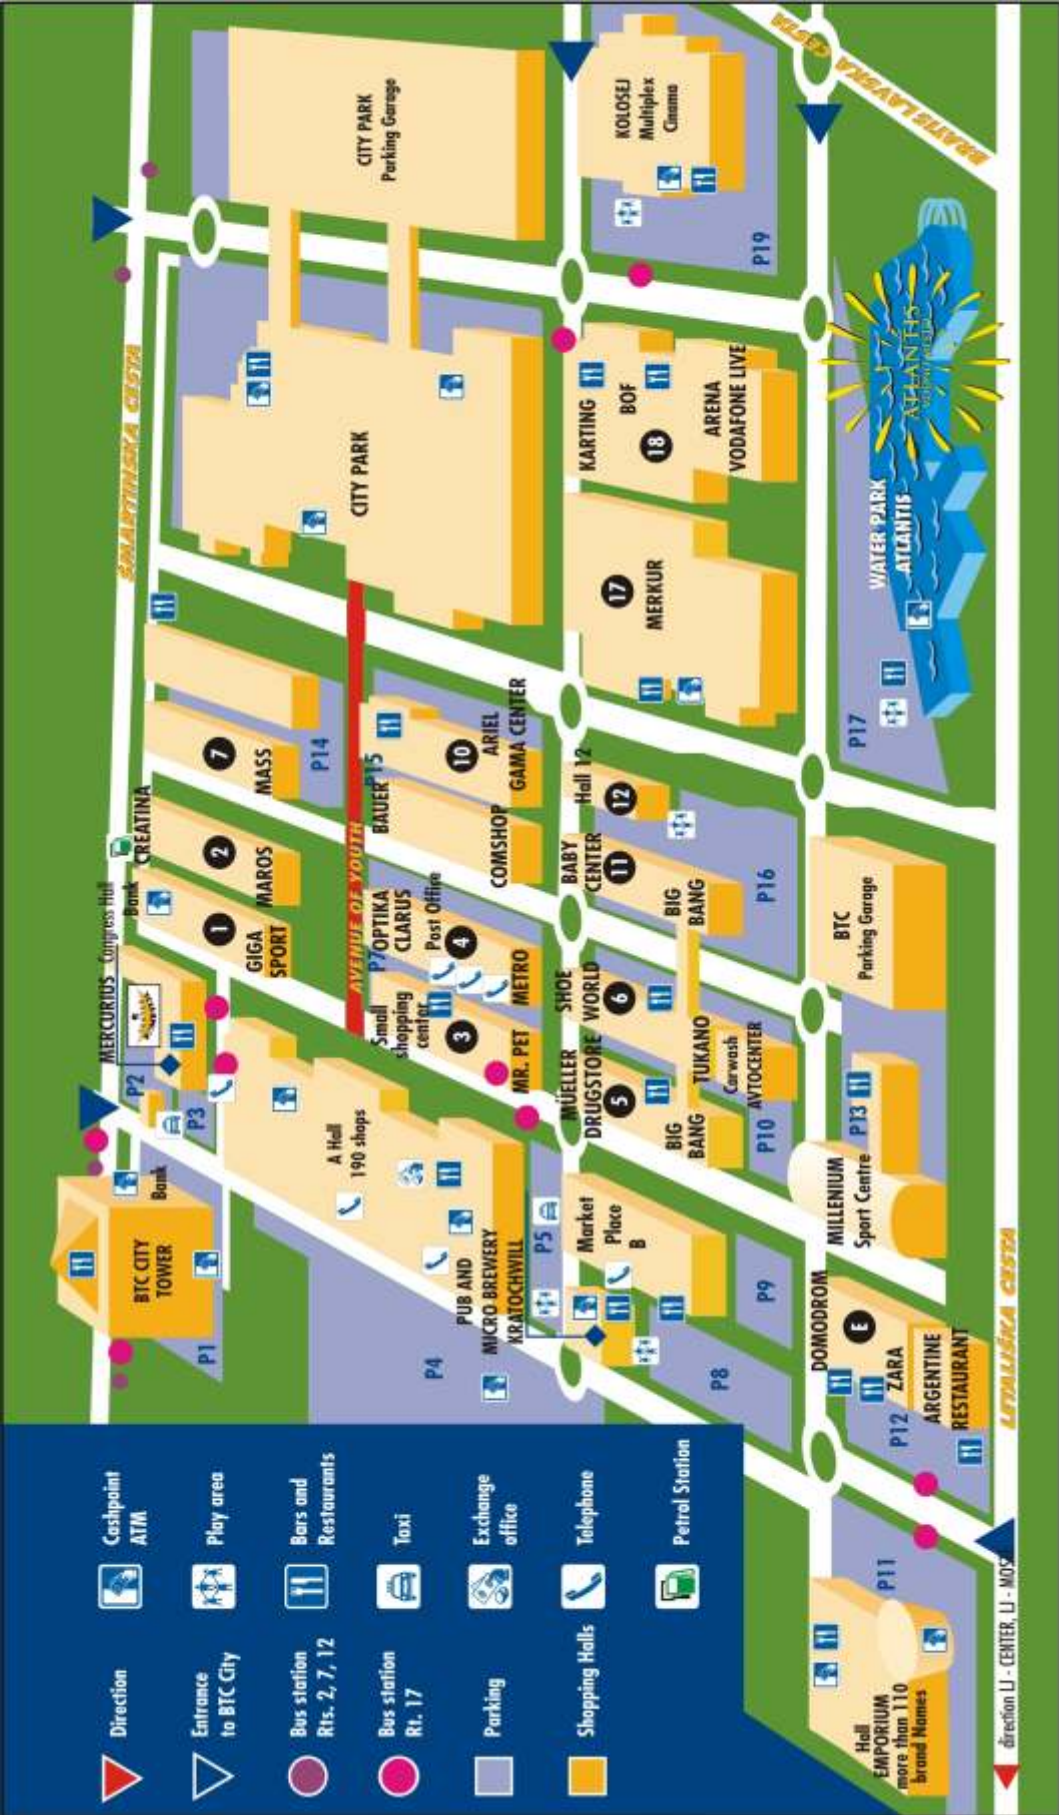 ŠMARTINSKA CESTA
BRATISLAVSKA CESTA
LETALIŠKA CESTA
AVENUE OF YOUTH
BTC CITY
TOWER
Bank
P1
P2
P3
MERCURIUS
Congress Hall
Bank
CREATINA
1
GIGA
SPORT
2
MAROS
7
MASS
P14
CITY PARK
CITY PARK
Parking Garage
KOLOSEJ
Multiplex
Cinama
P19
A Hall
190 shops
P4
PUB AND
MICRO BREWERY
KRATOCHWILL
P5
Small
shopping
center
3
MR. PET
P7
OPTIKA
CLARUS
Post Office
4
METRO
BAUER
P15
COMSHOP
10
ARIEL
GAMA CENTER
KARTING
BOF
18
ARENA
VODAFONE LIVE
17
MERKUR
Hall 12
12
BABY
CENTER
11
BIG
BANG
P16
SHOE
WORLD
6
TUKANO
Carwash
AVTOCENTER
MÜELLER
DRUGSTORE
5
BIG
BANG
P10
Market
Place
B
P8
P9
WATER PARK
ATLANTIS
ATLANTIS
P17
BTC
Parking Garage
P13
MILLENIUM
Sport Centre
DOMODROM
E
ZARA
ARGENTINE
RESTAURANT
P12
P11
Hall
EMPORIUM
more than 110
brand Names
direction LJ - CENTER, LJ - MOS
Direction
Entrance
to BTC City
Bus station
Rts. 2, 7, 12
Bus station
Rt. 17
Parking
Shopping Halls
Cashpoint
ATM
Play area
Bars and
Restaurants
Taxi
Exchange
office
Telephone
Petrol Station